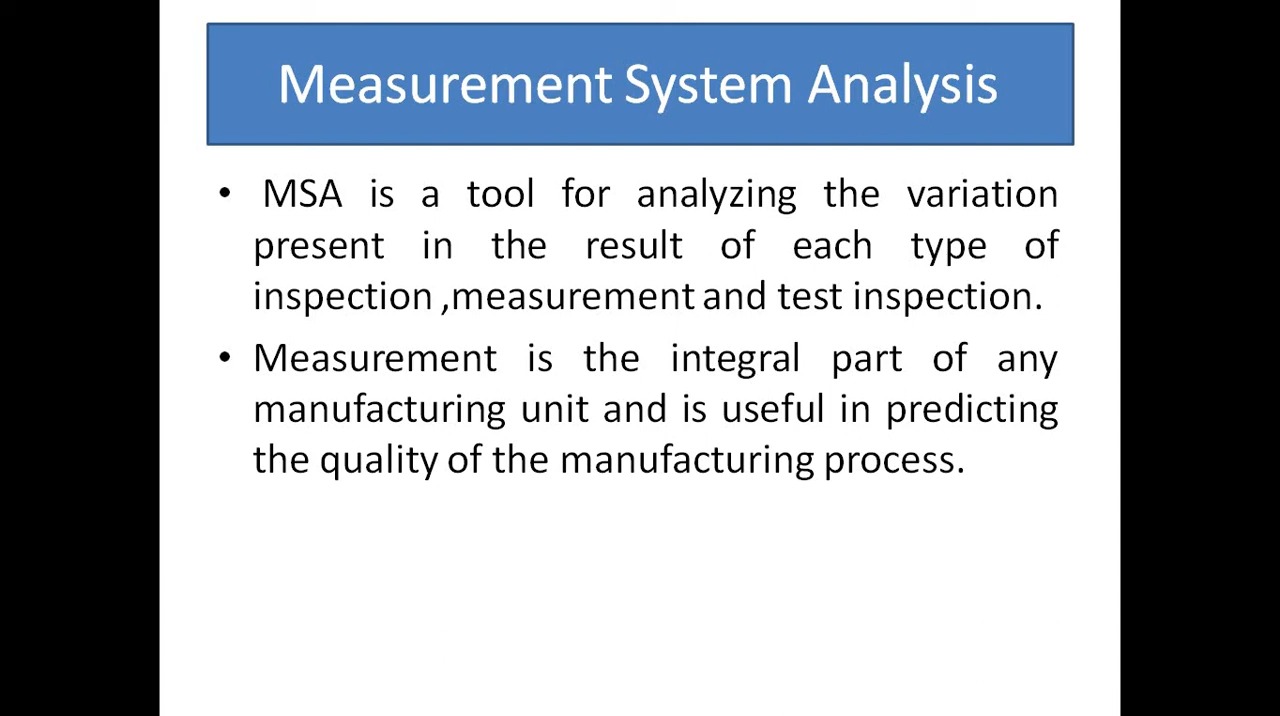 Measurement System Analysis
• MSA is a tool for analyzing the variation
present in the result of each type of
inspection ,measurement and test inspection.
• Measurement is the integral part of any
manufacturing unit and is useful in predicting
the quality of the manufacturing process.